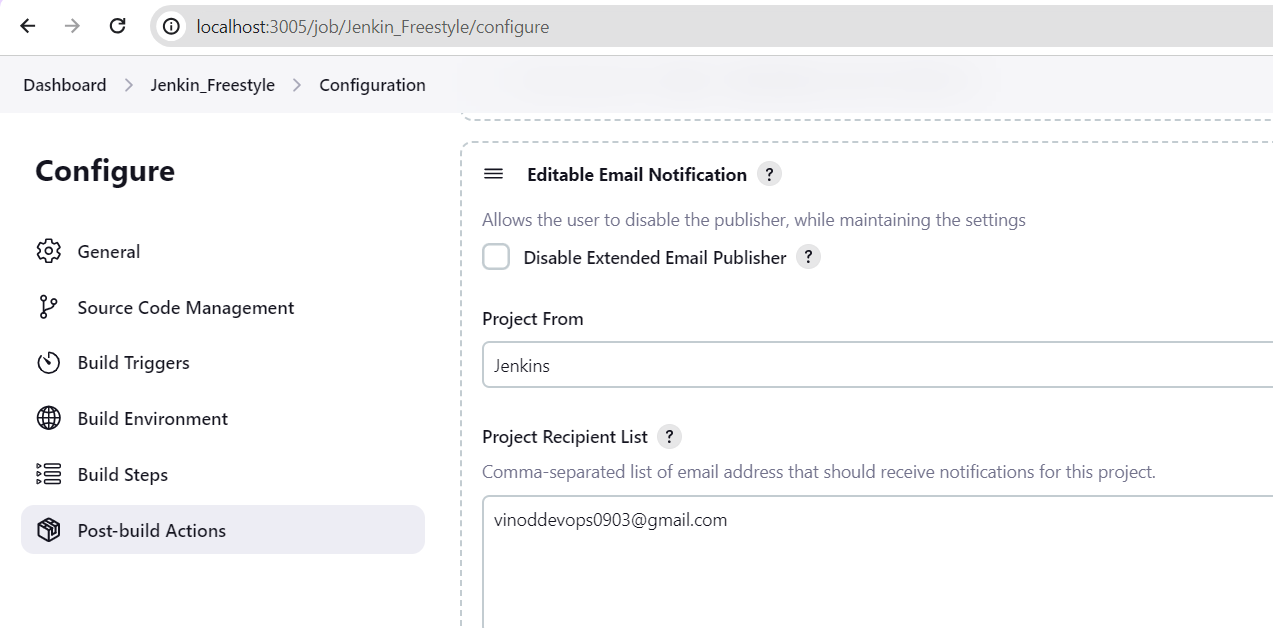 localhost:3005/job/Jenkin_Freestyle/configure
Dashboard > Jenkin_Freestyle > Configuration
Configure
General
Source Code Management
Build Triggers
Build Environment
Build Steps
Post-build Actions
Editable Email Notification ?
Allows the user to disable the publisher, while maintaining the settings
Disable Extended Email Publisher ?
Project From
Jenkins
Project Recipient List ?
Comma-separated list of email address that should receive notifications for this project.
vinoddevops0903@gmail.com